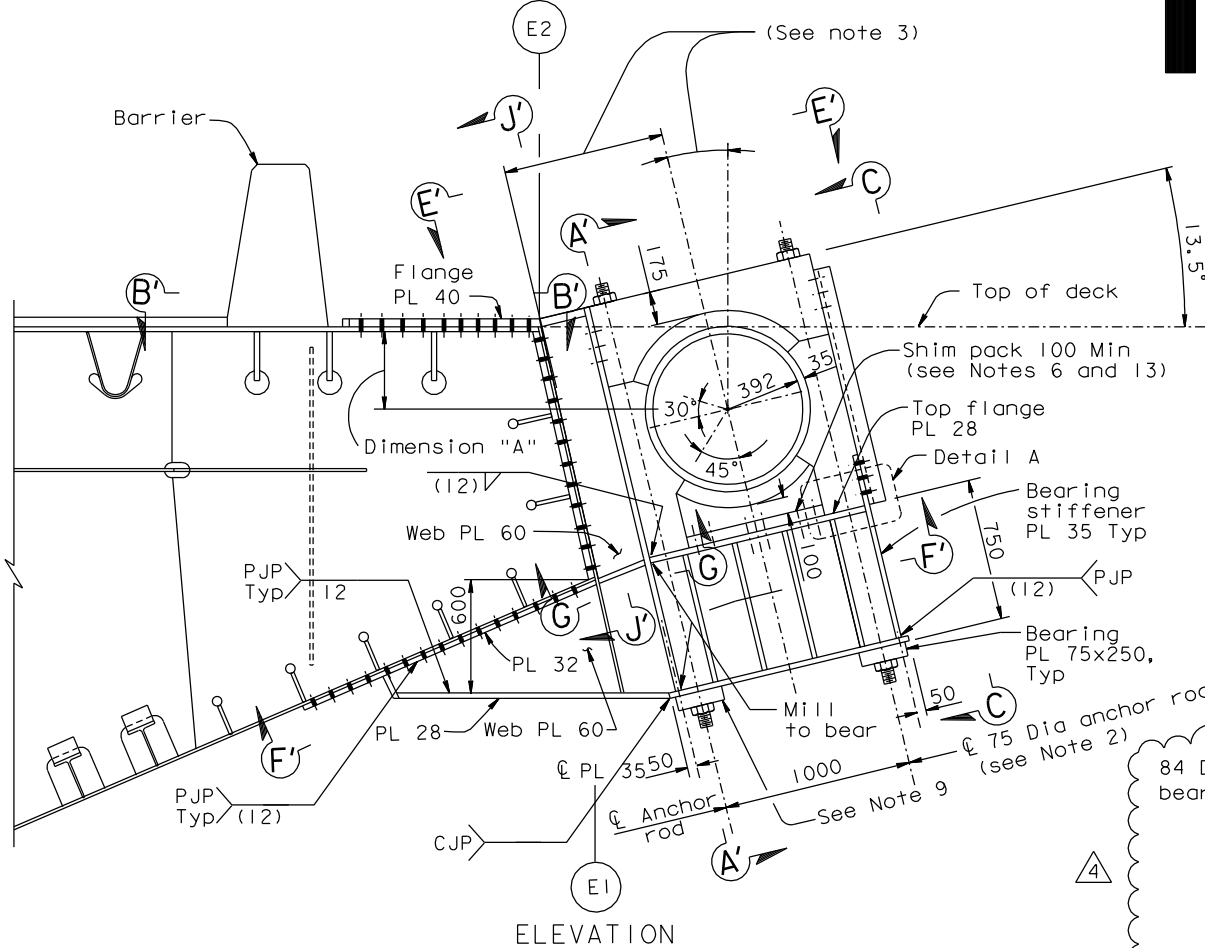 E2
(See note 3)
Barrier
J'
E'
C
E'
A'
175
13.5°
B'
Flange
PL 40
B'
Top of deck
Shim pack 100 Min
(see Notes 6 and 13)
35
392
30°
45°
Top flange
PL 28
Dimension "A"
Detail A
(12)
Bearing
stiffener
PL 35 Typ
Web PL 60
750
F'
G
100
PJP
Typ
12
600
(12)
PJP
G
J'
PL 32
Bearing
PL 75x250,
Typ
50
C
Mill
to bear
PL 28
Web PL 60
F'
℄ PL 35
50
1000
℄ 75 Dia anchor rod
(see Note 2)
PJP
Typ
(12)
℄ Anchor
rod
See Note 9
84 D
bear
CJP
A'
4
E1
ELEVATION